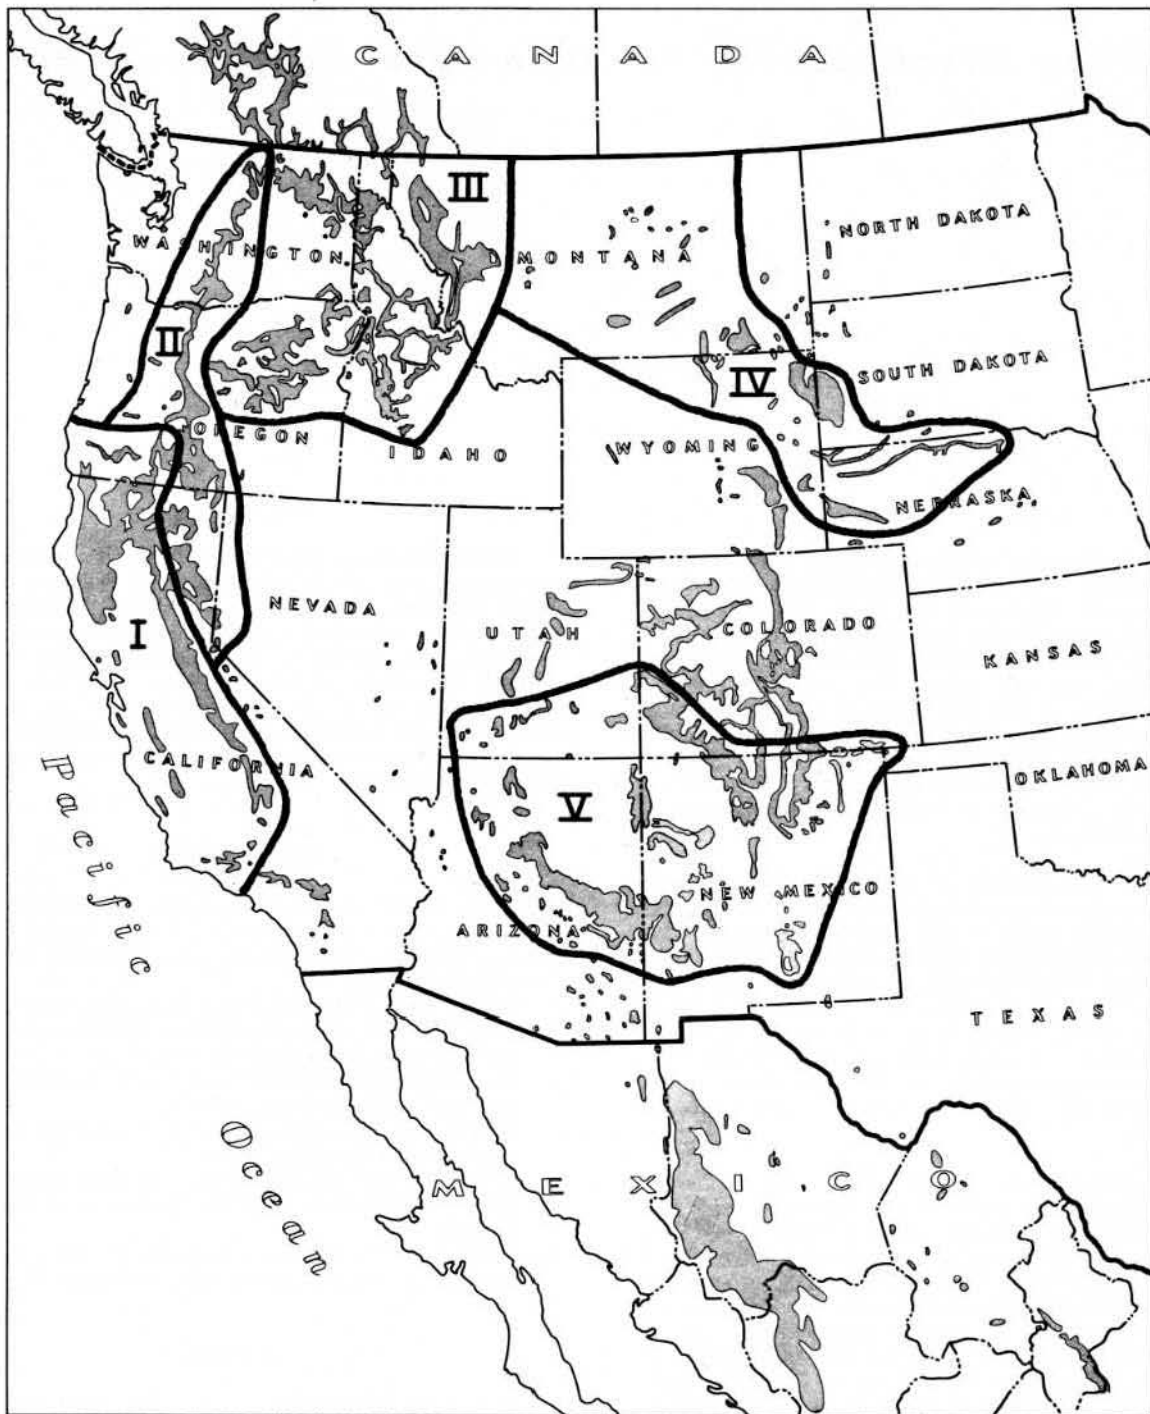 CANADA
III
WASHINGTON
MONTANA
NORTH DAKOTA
II
IV
SOUTH DAKOTA
OREGON
IDAHO
WYOMING
NEBRASKA
I
NEVADA
UTAH
COLORADO
KANSAS
CALIFORNIA
OKLAHOMA
V
NEW MEXICO
ARIZONA
TEXAS
Pacific
Ocean
MEXICO